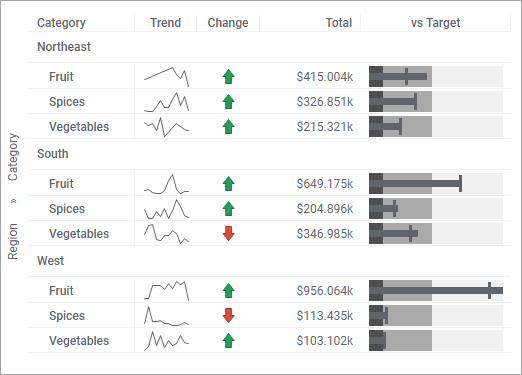 Category Trend Change Total vs Target
Northeast
Fruit $415.004k
Spices $326.851k
Vegetables $215.321k
South
Fruit $649.175k
Spices $204.896k
Vegetables $346.985k
West
Fruit $956.064k
Spices $113.435k
Vegetables $103.102k
Region » Category